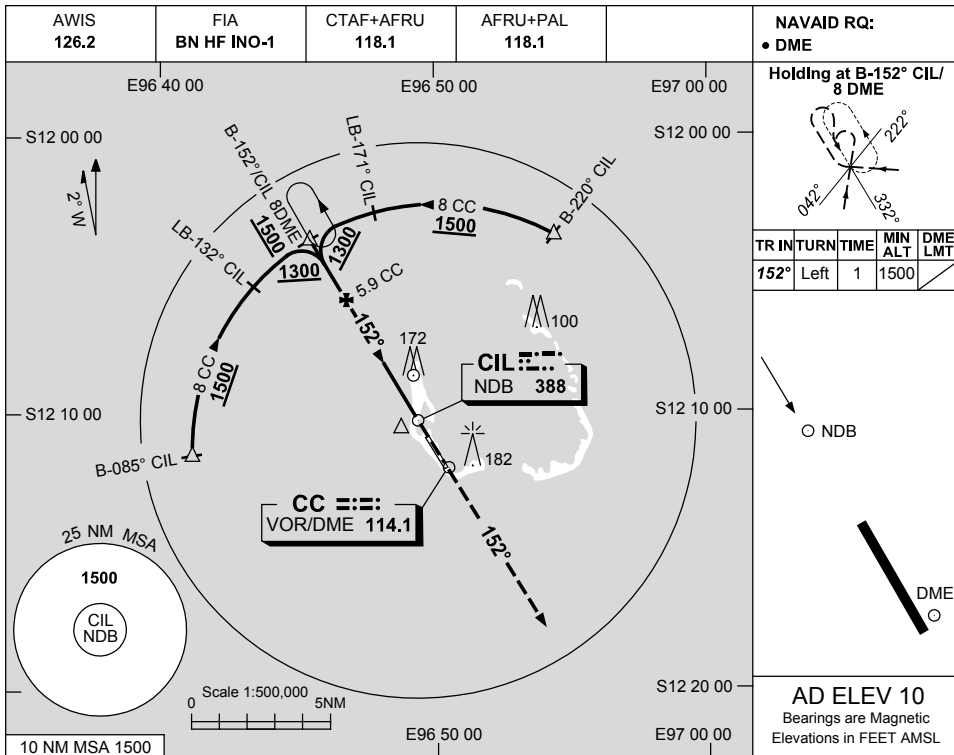 AWIS
126.2
FIA
BN HF INO-1
CTAF+AFRU
118.1
AFRU+PAL
118.1
NAVAID RQ:
• DME
E96 40 00
E96 50 00
E97 00 00
S12 00 00
S12 00 00
2° W
B-152°/CIL 8DME
LB-171° CIL
B-220° CIL
8 CC
1500
1500
1300
1300
LB-132° CIL
5.9 CC
152°
8 CC
1500
172
100
CIL
NDB 388
S12 10 00
S12 10 00
B-085° CIL
182
CC
VOR/DME 114.1
152°
25 NM MSA
1500
CIL
NDB
Scale 1:500,000
0
5NM
S12 20 00
10 NM MSA 1500
E96 50 00
E97 00 00
Holding at B-152° CIL/
8 DME
222°
042°
332°
TR IN TURN TIME MIN ALT DME LMT
152° Left 1 1500
NDB
DME
AD ELEV 10
Bearings are Magnetic
Elevations in FEET AMSL